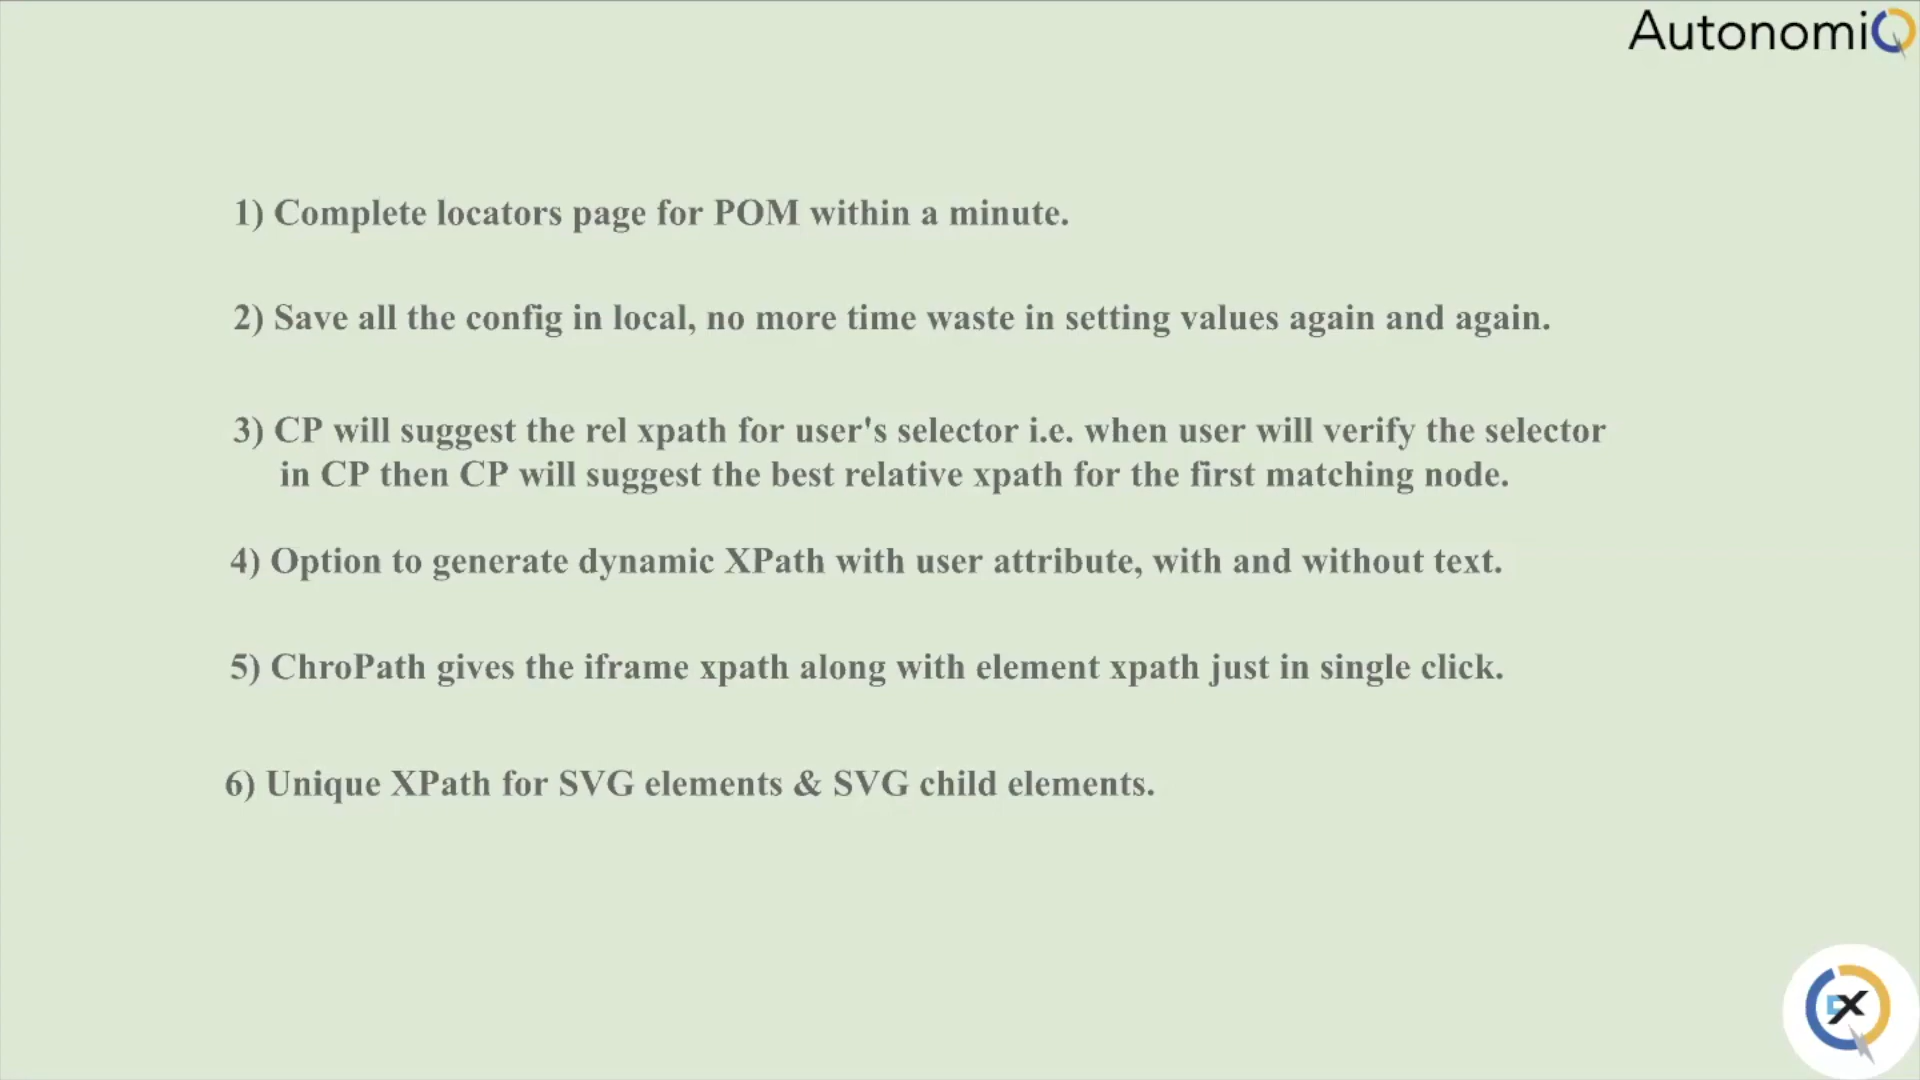 AutonomiQ
1) Complete locators page for POM within a minute.
2) Save all the config in local, no more time waste in setting values again and again.
3) CP will suggest the rel xpath for user's selector i.e. when user will verify the selector
in CP then CP will suggest the best relative xpath for the first matching node.
4) Option to generate dynamic XPath with user attribute, with and without text.
5) ChroPath gives the iframe xpath along with element xpath just in single click.
6) Unique XPath for SVG elements & SVG child elements.
CX